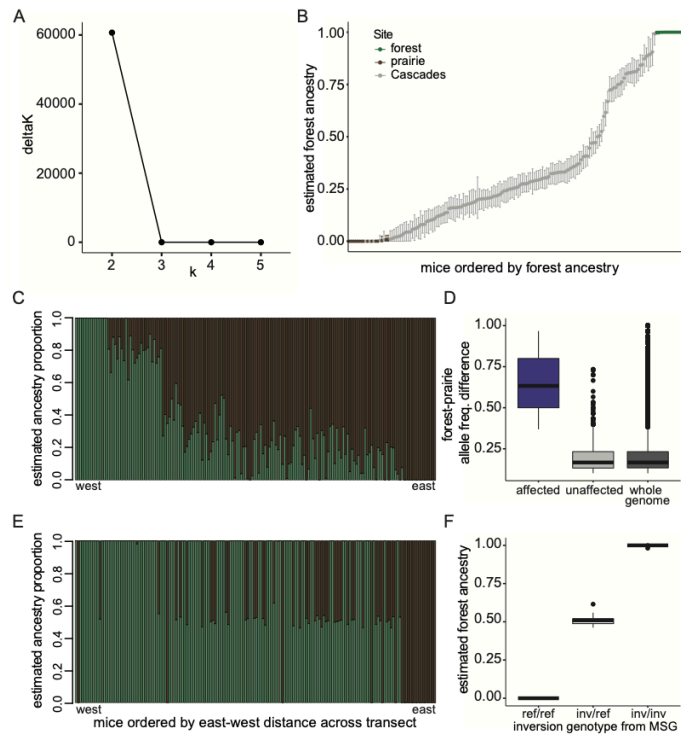 A
deltaK
60000
40000
20000
0
2 3 4 5
k
B
estimated forest ancestry
1.00
0.75
0.50
0.25
0.00
Site
forest
prairie
Cascades
mice ordered by forest ancestry
C
estimated ancestry proportion
1.0
0.8
0.6
0.4
0.2
0.0
west east
D
forest-prairie
allele freq. difference
1.00
0.75
0.50
0.25
affected unaffected whole
genome
E
estimated ancestry proportion
1.0
0.8
0.6
0.4
0.2
0.0
west east
mice ordered by east-west distance across transect
F
estimated forest ancestry
1.00
0.75
0.50
0.25
0.00
ref/ref inv/ref inv/inv
inversion genotype from MSG